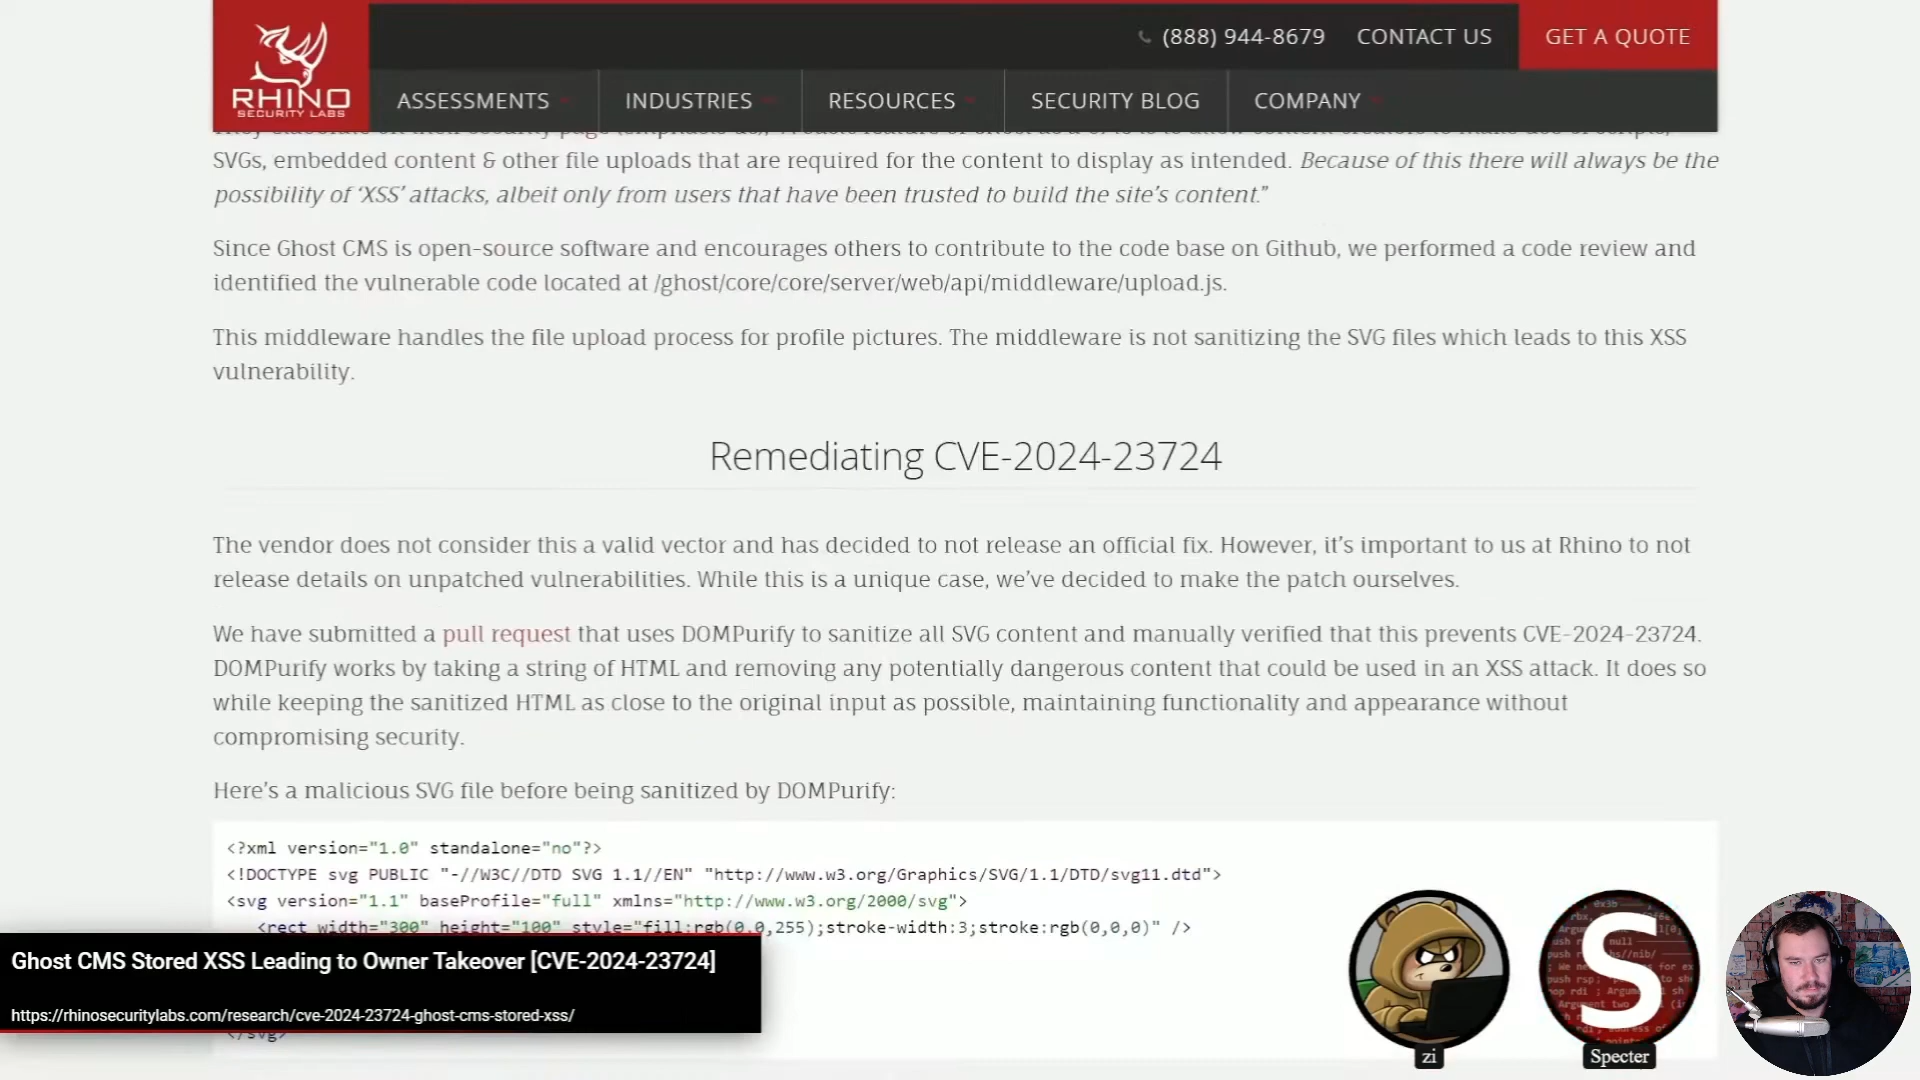 RHINO
SECURITY LABS
(888) 944-8679
CONTACT US
GET A QUOTE
ASSESSMENTS
INDUSTRIES
RESOURCES
SECURITY BLOG
COMPANY
SVGs, embedded content & other file uploads that are required for the content to display as intended. Because of this there will always be the
possibility of ‘XSS’ attacks, albeit only from users that have been trusted to build the site’s content.”
Since Ghost CMS is open-source software and encourages others to contribute to the code base on Github, we performed a code review and
identified the vulnerable code located at /ghost/core/core/server/web/api/middleware/upload.js.
This middleware handles the file upload process for profile pictures. The middleware is not sanitizing the SVG files which leads to this XSS
vulnerability.
Remediating CVE-2024-23724
The vendor does not consider this a valid vector and has decided to not release an official fix. However, it’s important to us at Rhino to not
release details on unpatched vulnerabilities. While this is a unique case, we’ve decided to make the patch ourselves.
We have submitted a pull request that uses DOMPurify to sanitize all SVG content and manually verified that this prevents CVE-2024-23724.
DOMPurify works by taking a string of HTML and removing any potentially dangerous content that could be used in an XSS attack. It does so
while keeping the sanitized HTML as close to the original input as possible, maintaining functionality and appearance without
compromising security.
Here’s a malicious SVG file before being sanitized by DOMPurify:
<?xml version="1.0" standalone="no"?>
<!DOCTYPE svg PUBLIC "-//W3C//DTD SVG 1.1//EN" "http://www.w3.org/Graphics/SVG/1.1/DTD/svg11.dtd">
<svg version="1.1" baseProfile="full" xmlns="http://www.w3.org/2000/svg">
<rect width="300" height="100" style="fill:rgb(0,0,255);stroke-width:3;stroke:rgb(0,0,0)" />
Ghost CMS Stored XSS Leading to Owner Takeover [CVE-2024-23724]
https://rhinosecuritylabs.com/research/cve-2024-23724-ghost-cms-stored-xss/
</svg>
S
zi
Specter